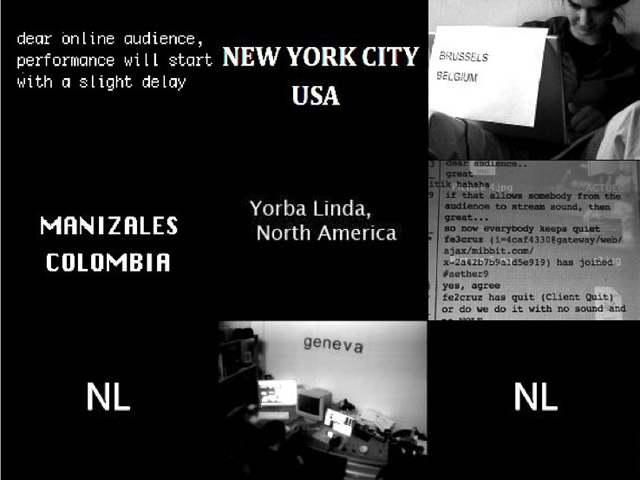 dear online audience,
performance will start
with a slight delay
NEW YORK CITY
USA
BRUSSELS
BELGIUM
MANIZALES
COLOMBIA
Yorba Linda,
North America
dear audience..
great
hahaha
if that allows somebody from the
audience to stream sound, then
great...
so now everybody keeps quiet
fe3cruz (i=4caf4330@gateway/web/
ajax/mibbit.com/
x-2a42b7b9a1d5e919) has joined
#aether9
yes, agree
fe2cruz has quit (Client Quit)
or do we do it with no sound and
NL
geneva
NL